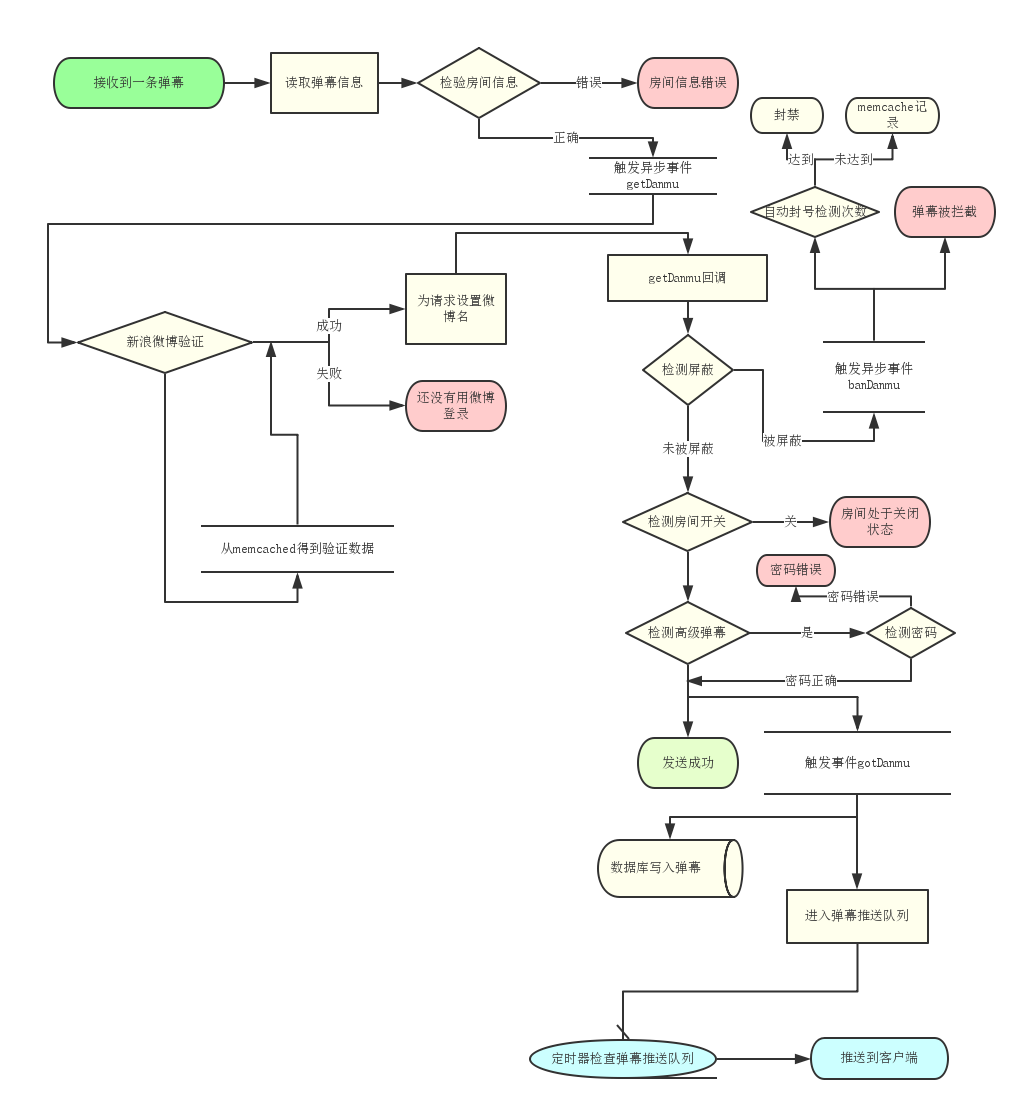 接收到一条弹幕
读取弹幕信息
检验房间信息
错误
房间信息错误
正确
触发异步事件
getDanmu
封禁
memcache记
录
达到
未达到
自动封号检测次数
弹幕被拦截
getDanmu回调
为请求设置微
博名
成功
新浪微博验证
失败
还没有用微博
登录
检测屏蔽
触发异步事件
banDanmu
被屏蔽
未被屏蔽
检测房间开关
关
房间处于关闭
状态
从memcached得到验证数据
密码错误
密码错误
检测高级弹幕
是
检测密码
密码正确
发送成功
触发事件gotDanmu
数据库写入弹幕
进入弹幕推送队列
定时器检查弹幕推送队列
推送到客户端